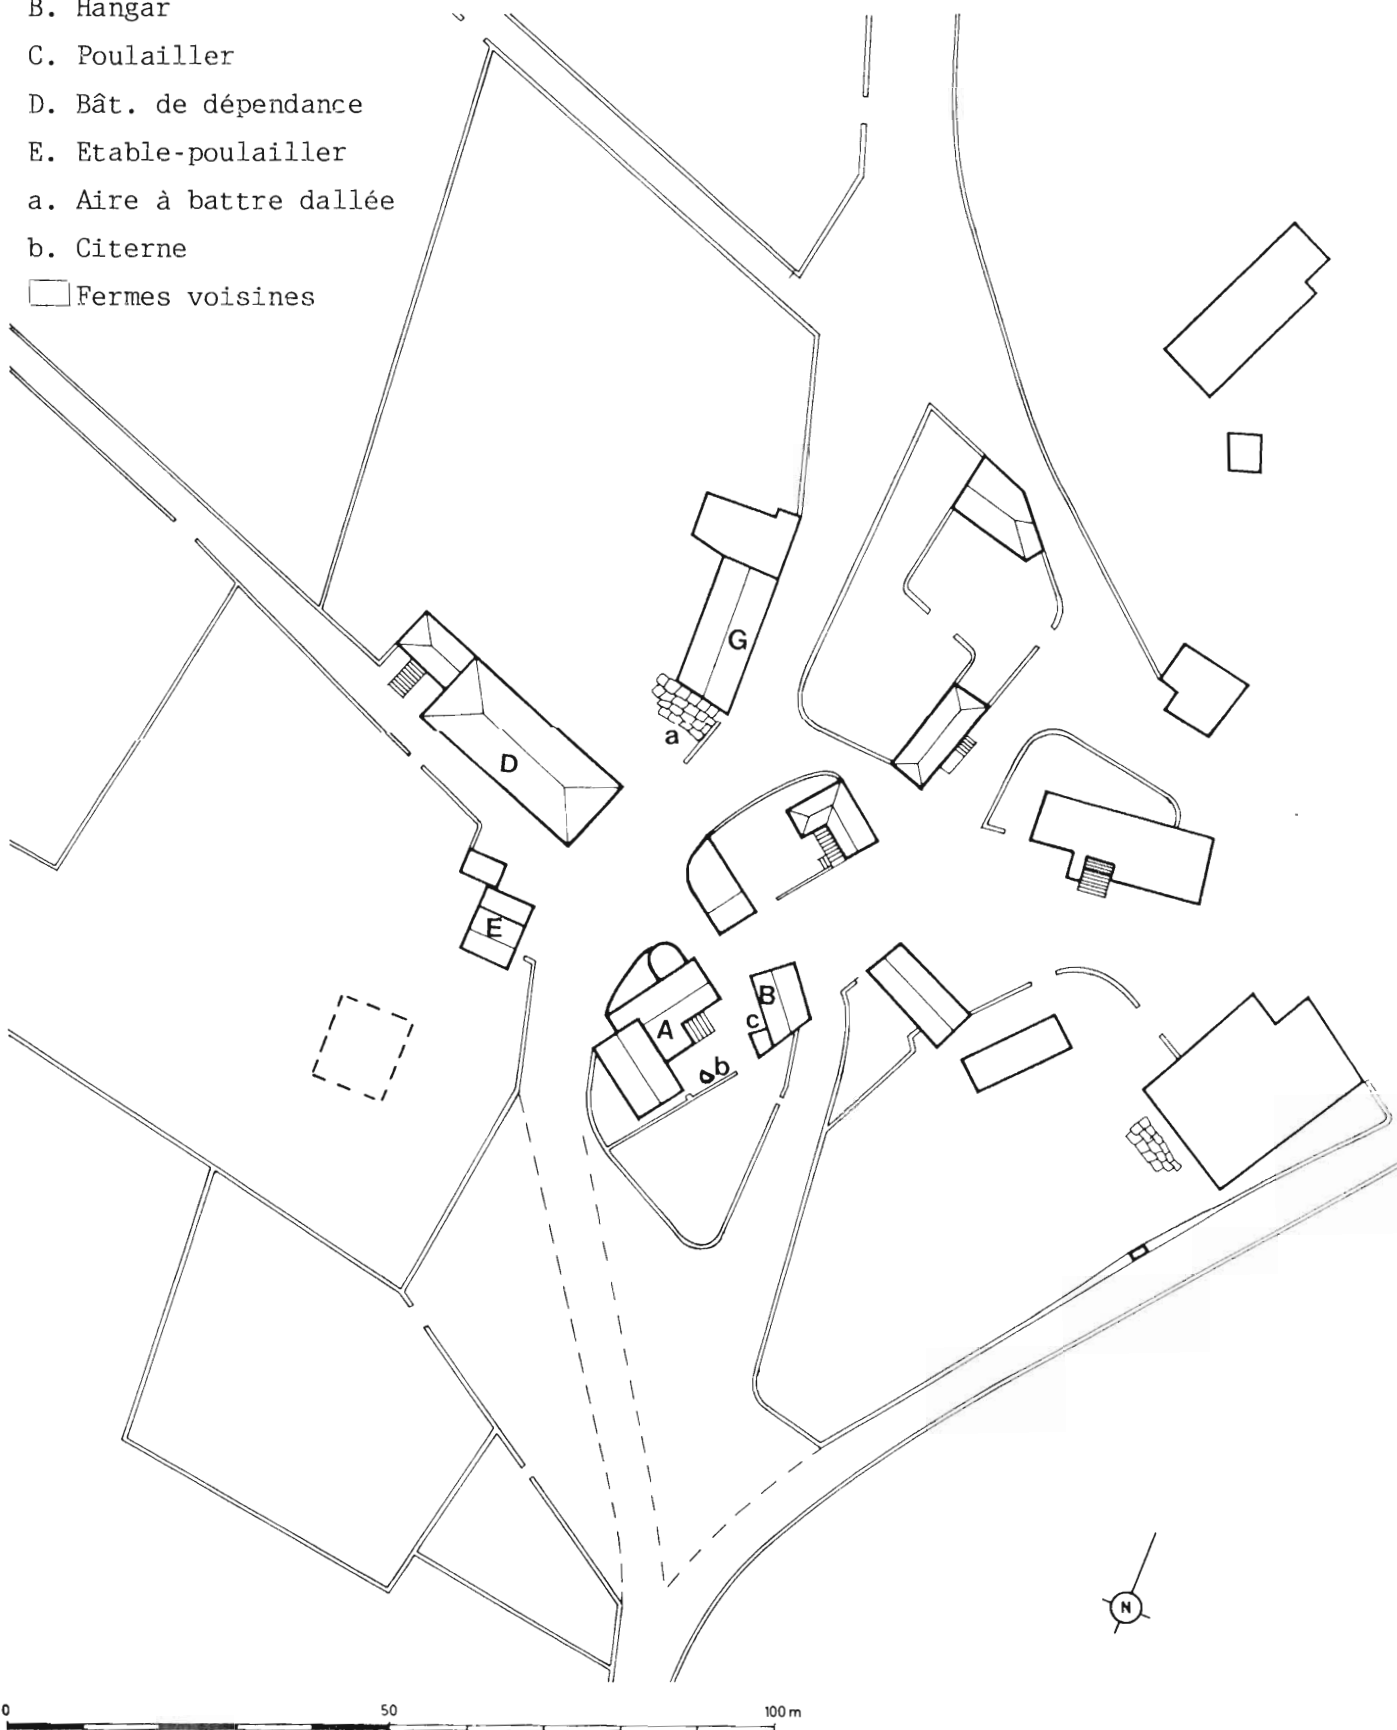 B. Hangar
C. Poulailler
D. Bât. de dépendance
E. Etable-poulailler
a. Aire à battre dallée
b. Citerne
Fermes voisines
G
a
D
E
B
A
c
b
N
0 50 100 m